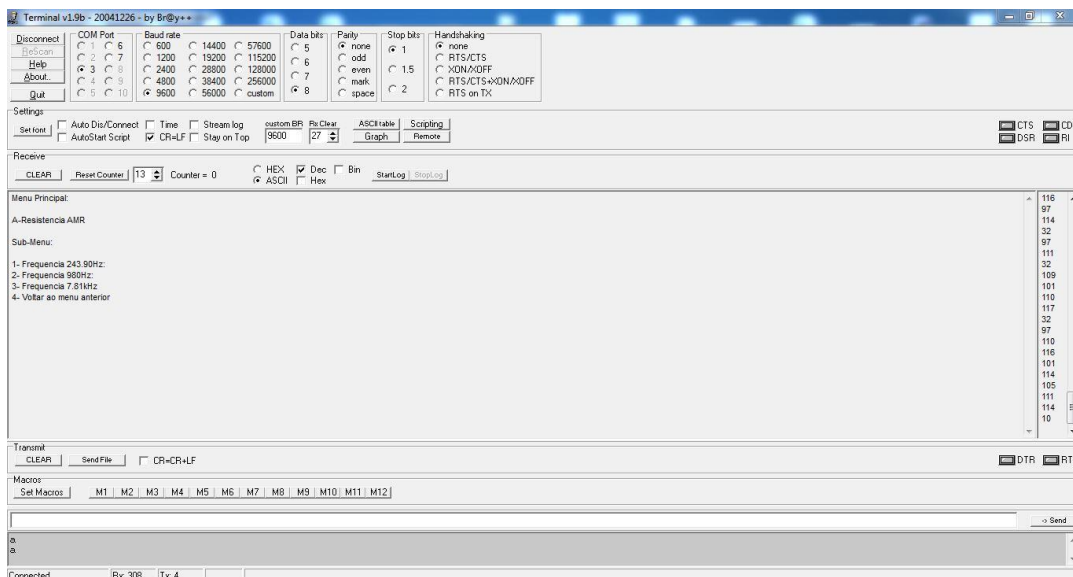 Terminal v1.9b - 20041226 - by Br@y++
Disconnect
ReScan
Help
About..
Quit
COM Port
1 6
2 7
3 8
4 9
5 10
Baud rate
600 14400 57600
1200 19200 115200
2400 28800 128000
4800 38400 256000
9600 56000 custom
Data bits
5
6
7
8
Parity
none
odd
even
mark
space
Stop bits
1
1.5
2
Handshaking
none
RTS/CTS
XON/XOFF
RTS/CTS+XON/XOFF
RTS on TX
Settings
Set font
Auto Dis/Connect Time Stream log
AutoStart Script CR=LF Stay on Top
custom BR Rx Clear
9600 27
ASCII table Scripting
Graph Remote
CTS CD
DSR RI
Receive
CLEAR Reset Counter 13 Counter = 0
HEX Dec Bin
ASCII Hex
StartLog StopLog
Menu Principal:
A-Resistencia AMR
Sub-Menu:
1- Frequencia 243.90Hz:
2- Frequencia 980Hz:
3- Frequencia 7.81kHz
4- Voltar ao menu anterior
116
97
114
32
97
111
32
109
101
110
117
32
97
110
116
101
114
105
111
114
10
Transmit
CLEAR Send File CR=CR+LF
DTR RT
Macros
Set Macros M1 M2 M3 M4 M5 M6 M7 M8 M9 M10 M11 M12
-> Send
a
a
Connected Rx: 308 Tx: 4